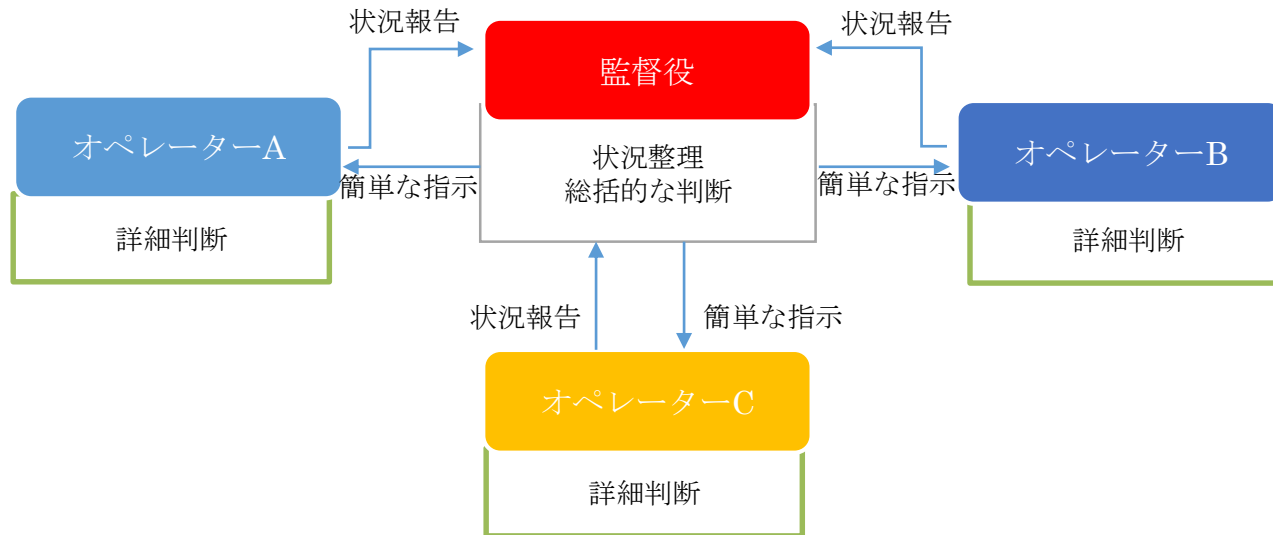 状況報告
状況報告
監督役
オペレーターA
オペレーターB
状況整理
総括的な判断
簡単な指示
簡単な指示
詳細判断
詳細判断
状況報告
簡単な指示
オペレーターC
詳細判断